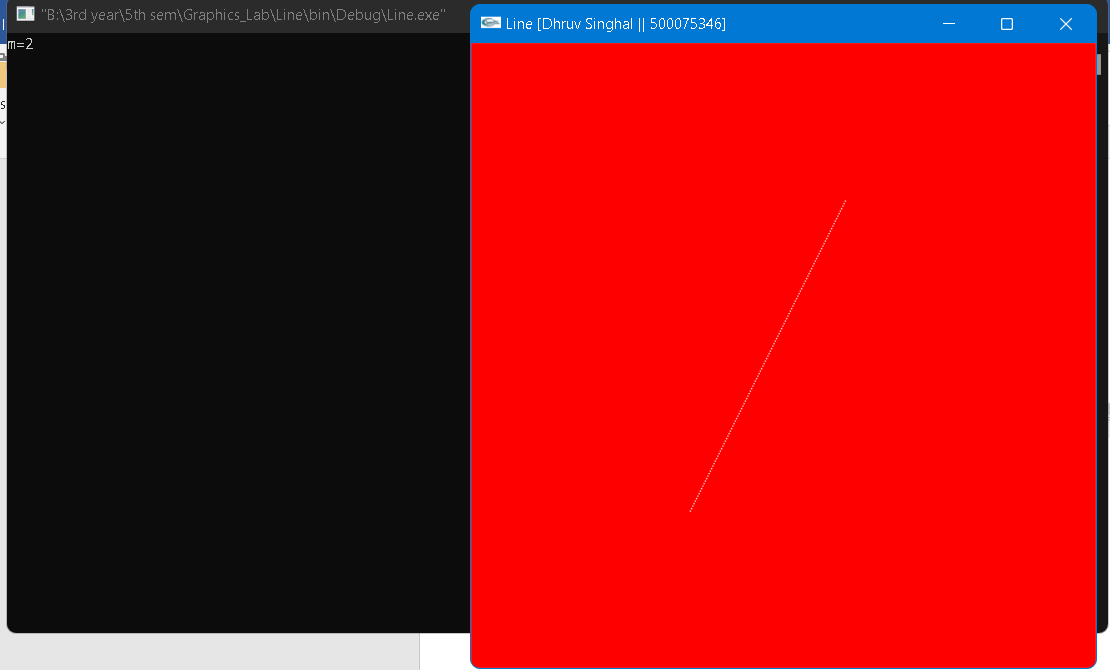 "B:\3rd year\5th sem\Graphics_Lab\Line\bin\Debug\Line.exe"
m=2
Line [Dhruv Singhal || 500075346]